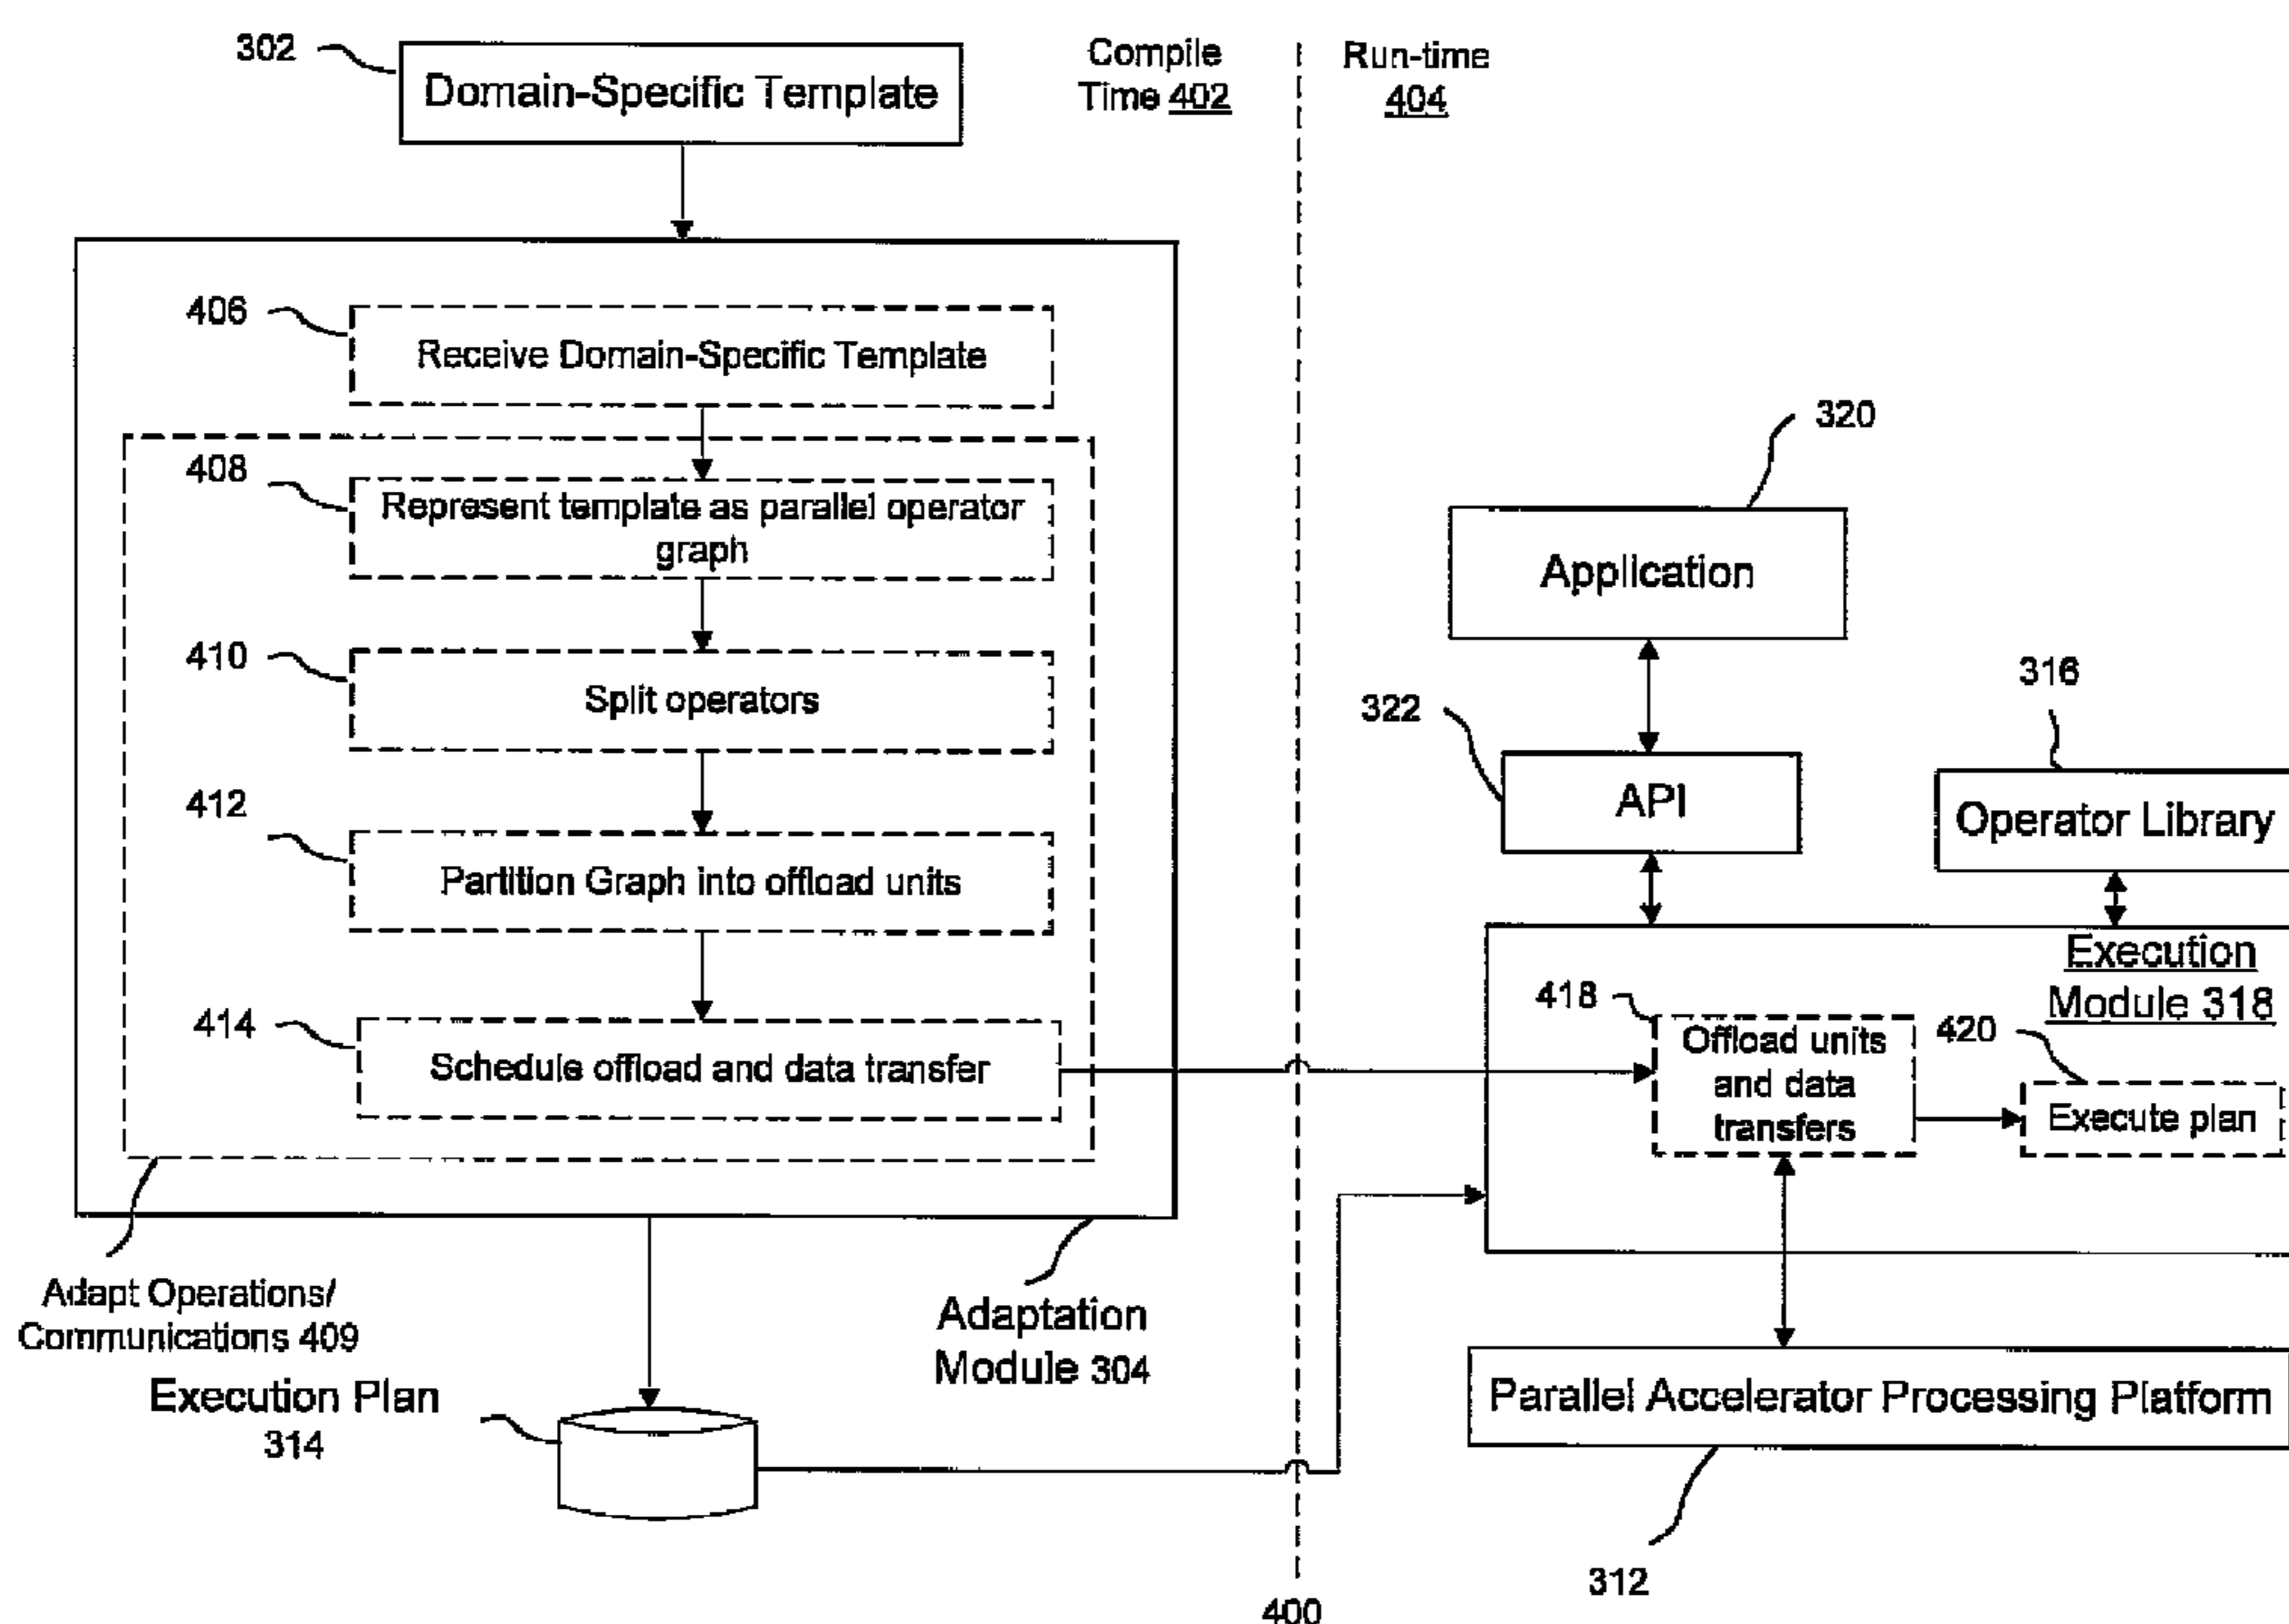 302
Domain-Specific Template
Compile
Time 402
Run-time
404
406
Receive Domain-Specific Template
408
Represent template as parallel operator
graph
410
Split operators
412
Partition Graph into offload units
414
Schedule offload and data transfer
Adapt Operations/
Communications 409
Adaptation
Module 304
Execution Plan
314
320
Application
322
API
316
Operator Library
Execution
Module 318
418
Offload units
and data
transfers
420
Execute plan
Parallel Accelerator Processing Platform
312
400